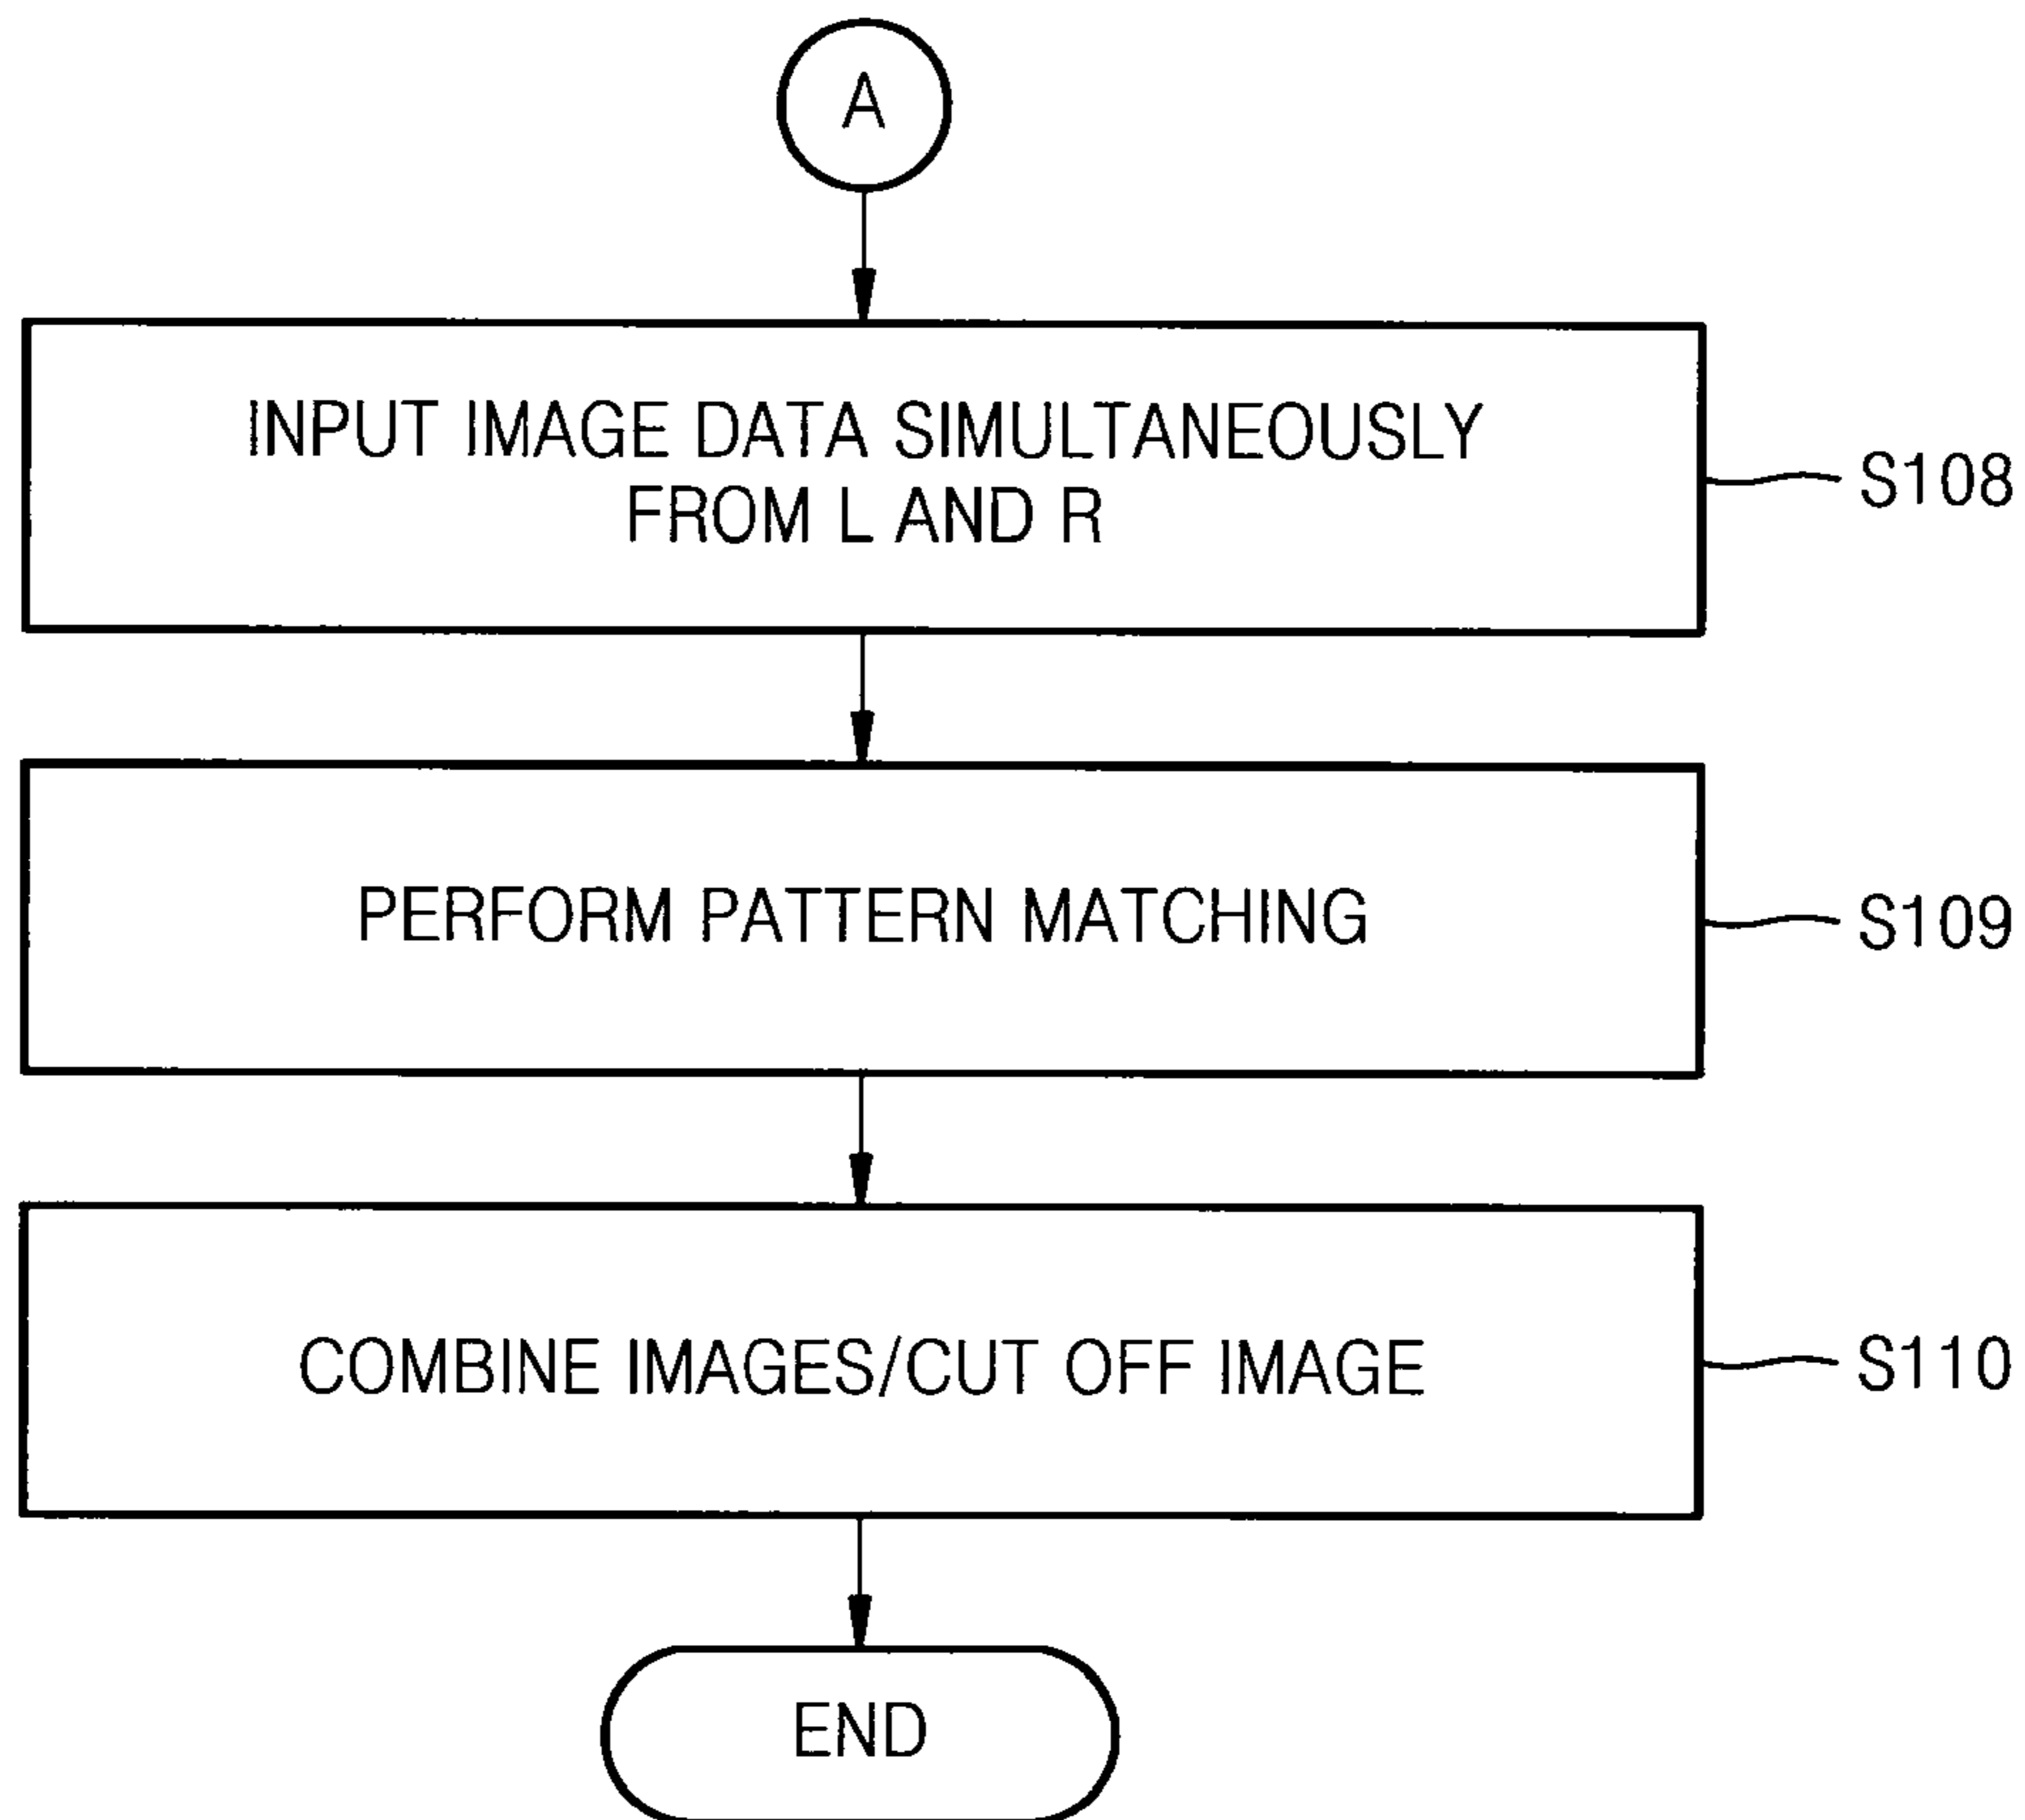 A
INPUT IMAGE DATA SIMULTANEOUSLY
FROM L AND R
S108
PERFORM PATTERN MATCHING
S109
COMBINE IMAGES/CUT OFF IMAGE
S110
END